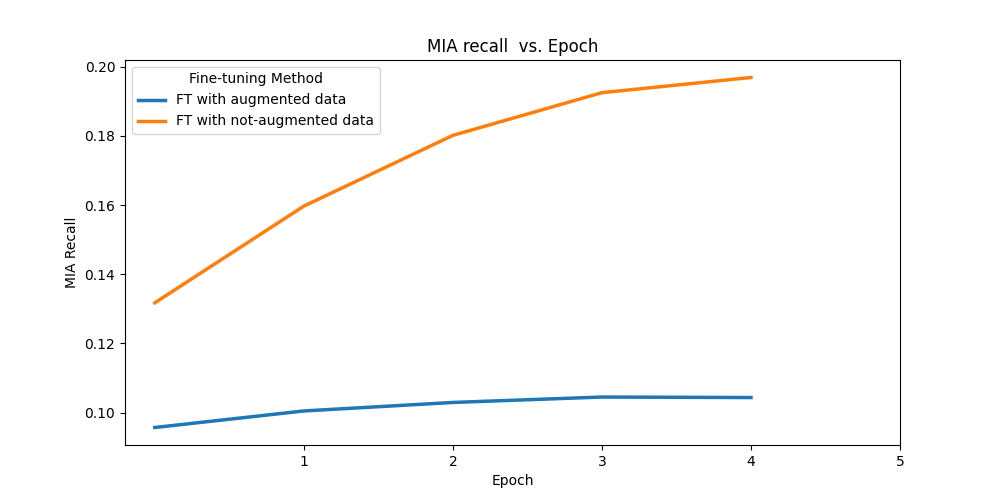 MIA recall  vs. Epoch
Fine-tuning Method
FT with augmented data
FT with not-augmented data
MIA Recall
0.20
0.18
0.16
0.14
0.12
0.10
1 2 3 4 5
Epoch